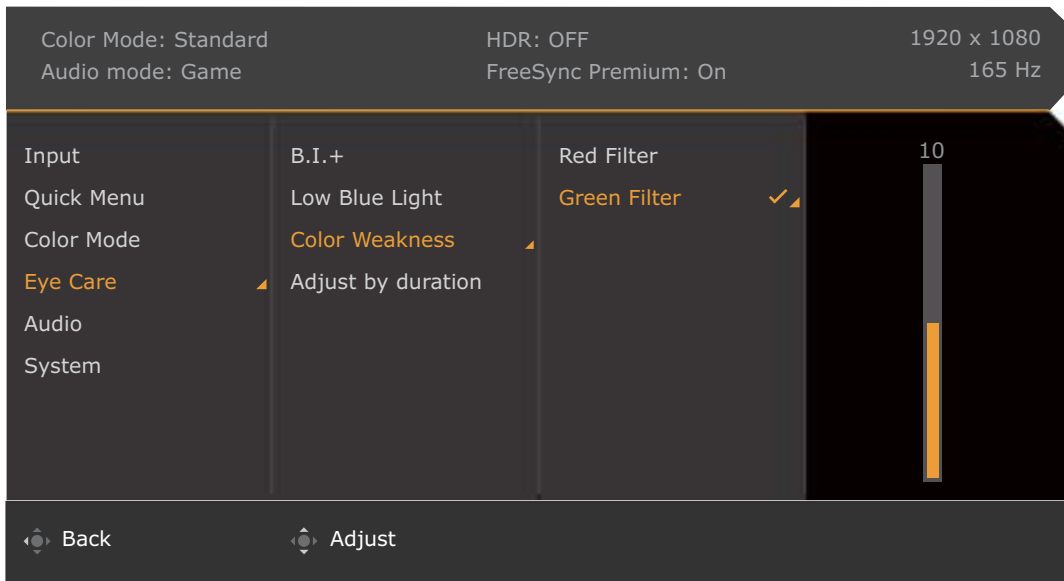 Color Mode: Standard
HDR: OFF
1920 x 1080
Audio mode: Game
FreeSync Premium: On
165 Hz
Input
Quick Menu
Color Mode
Eye Care
Audio
System
B.I.+
Low Blue Light
Color Weakness
Adjust by duration
Red Filter
Green Filter
10
Back
Adjust